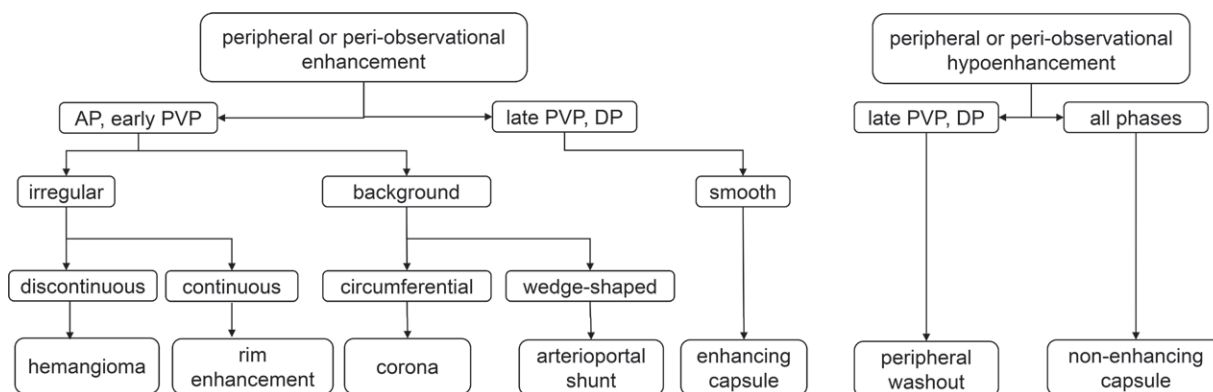 peripheral or peri-observational
enhancement
peripheral or peri-observational
hypoenhancement
AP, early PVP
late PVP, DP
late PVP, DP
all phases
irregular
background
smooth
discontinuous
continuous
circumferential
wedge-shaped
hemangioma
rim
enhancement
corona
arterioportal
shunt
enhancing
capsule
peripheral
washout
non-enhancing
capsule